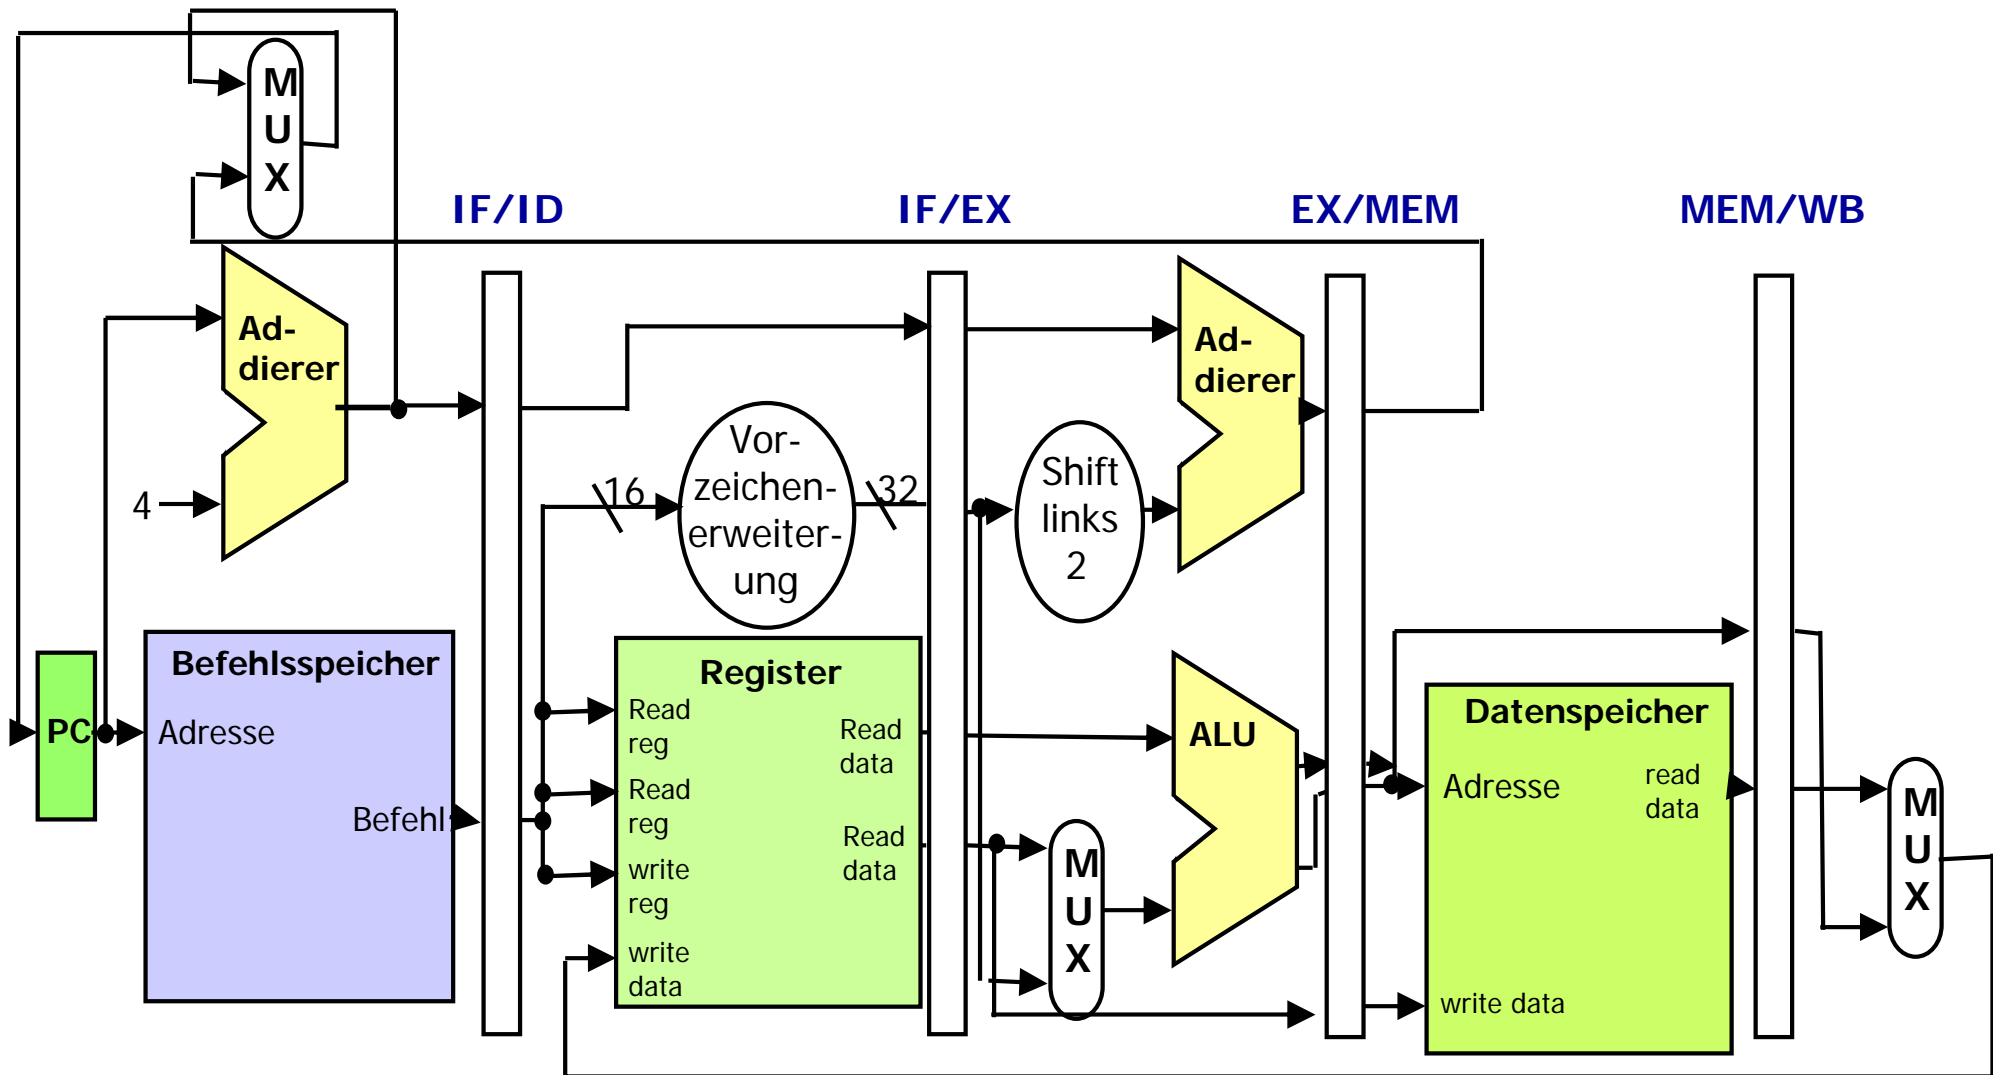 M
U
X
IF/ID
IF/EX
EX/MEM
MEM/WB
Ad-
dierer
4
16
Vor-
zeichen-
erweiter-
ung
32
Shift
links
2
Ad-
dierer
PC
Befehlsspeicher
Adresse
Befehl
Register
Read
reg
Read
reg
write
reg
write
data
Read
data
Read
data
M
U
X
ALU
Datenspeicher
Adresse
read
data
write data
M
U
X